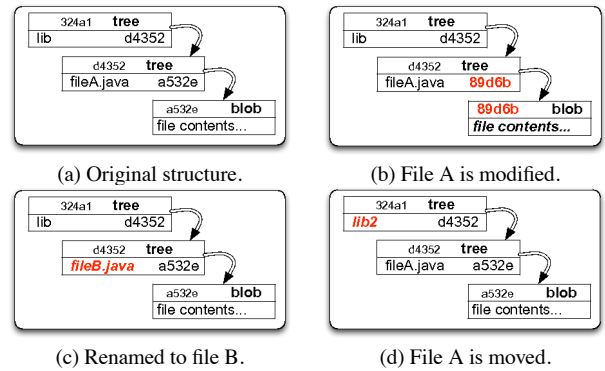 324a1 tree
lib d4352
d4352 tree
fileA.java a532e
a532e blob
file contents...
(a) Original structure.
324a1 tree
lib d4352
d4352 tree
fileA.java 89d6b
89d6b blob
file contents...
(b) File A is modified.
324a1 tree
lib d4352
d4352 tree
fileB.java a532e
a532e blob
file contents...
(c) Renamed to file B.
324a1 tree
lib2 d4352
d4352 tree
fileA.java a532e
a532e blob
file contents...
(d) File A is moved.